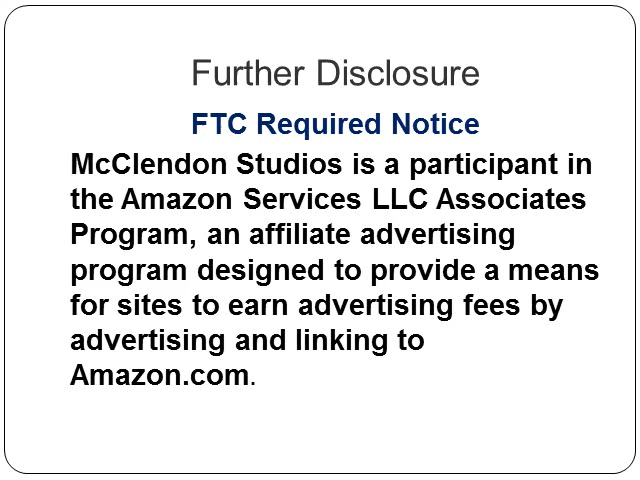 Further Disclosure
FTC Required Notice
McClendon Studios is a participant in
the Amazon Services LLC Associates
Program, an affiliate advertising
program designed to provide a means
for sites to earn advertising fees by
advertising and linking to
Amazon.com.